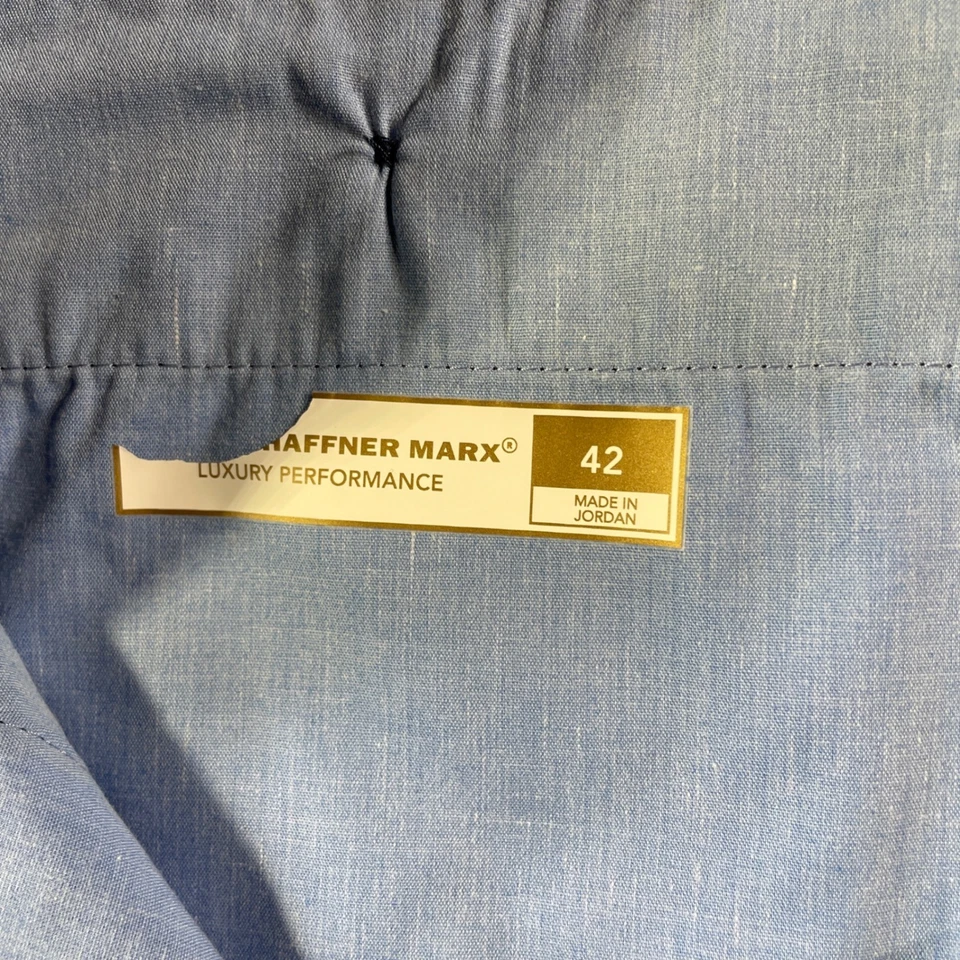 HAFFNER MARX®
LUXURY PERFORMANCE
42
MADE IN
JORDAN